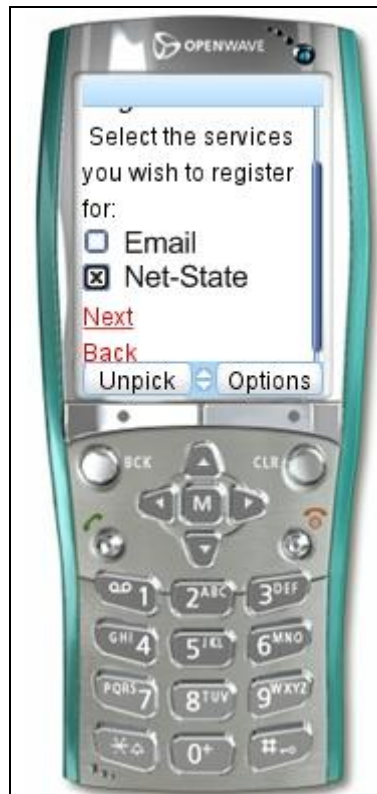 OPENWAVE
Select the services
you wish to register
for:
Email
Net-State
Next
Back
Unpick Options
BCK CLR
M
1 2ABC 3DEF
GHI4 5JKL 6MNO
PQRS7 8TUV 9WXYZ
* 0+ #